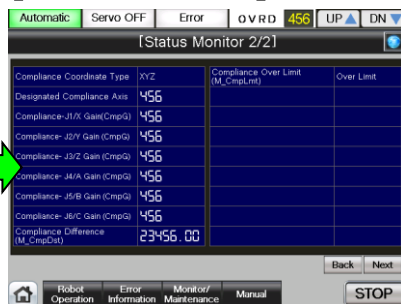 Automatic Servo OFF Error OVRD 456 UP DN
[Status Monitor 2/2]
Compliance Coordinate Type XYZ Compliance Over Limit (M_CmpLmt) Over Limit
Designated Compliance Axis 456
Compliance- J1/X Gain(CmpG) 456
Compliance- J2/Y Gain (CmpG) 456
Compliance- J3/Z Gain (CmpG) 456
Compliance- J4/A Gain (CmpG) 456
Compliance- J5/B Gain (CmpG) 456
Compliance- J6/C Gain (CmpG) 456
Compliance Difference (M_CmpDst) 23456.00
Back Next
Robot Operation Error Information Monitor/ Maintenance Manual STOP